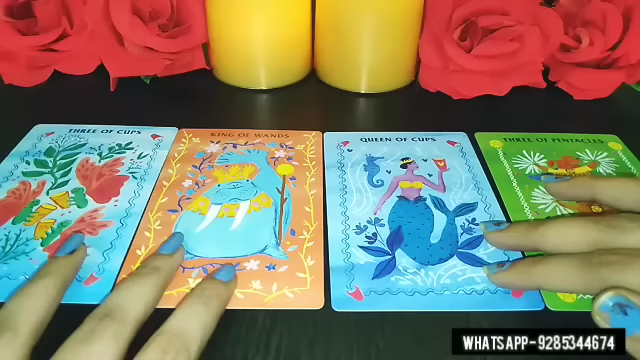 THREE OF CUPS
KING OF WANDS
QUEEN OF CUPS
THREE OF PENTACLES
WHATSAPP-9285344674